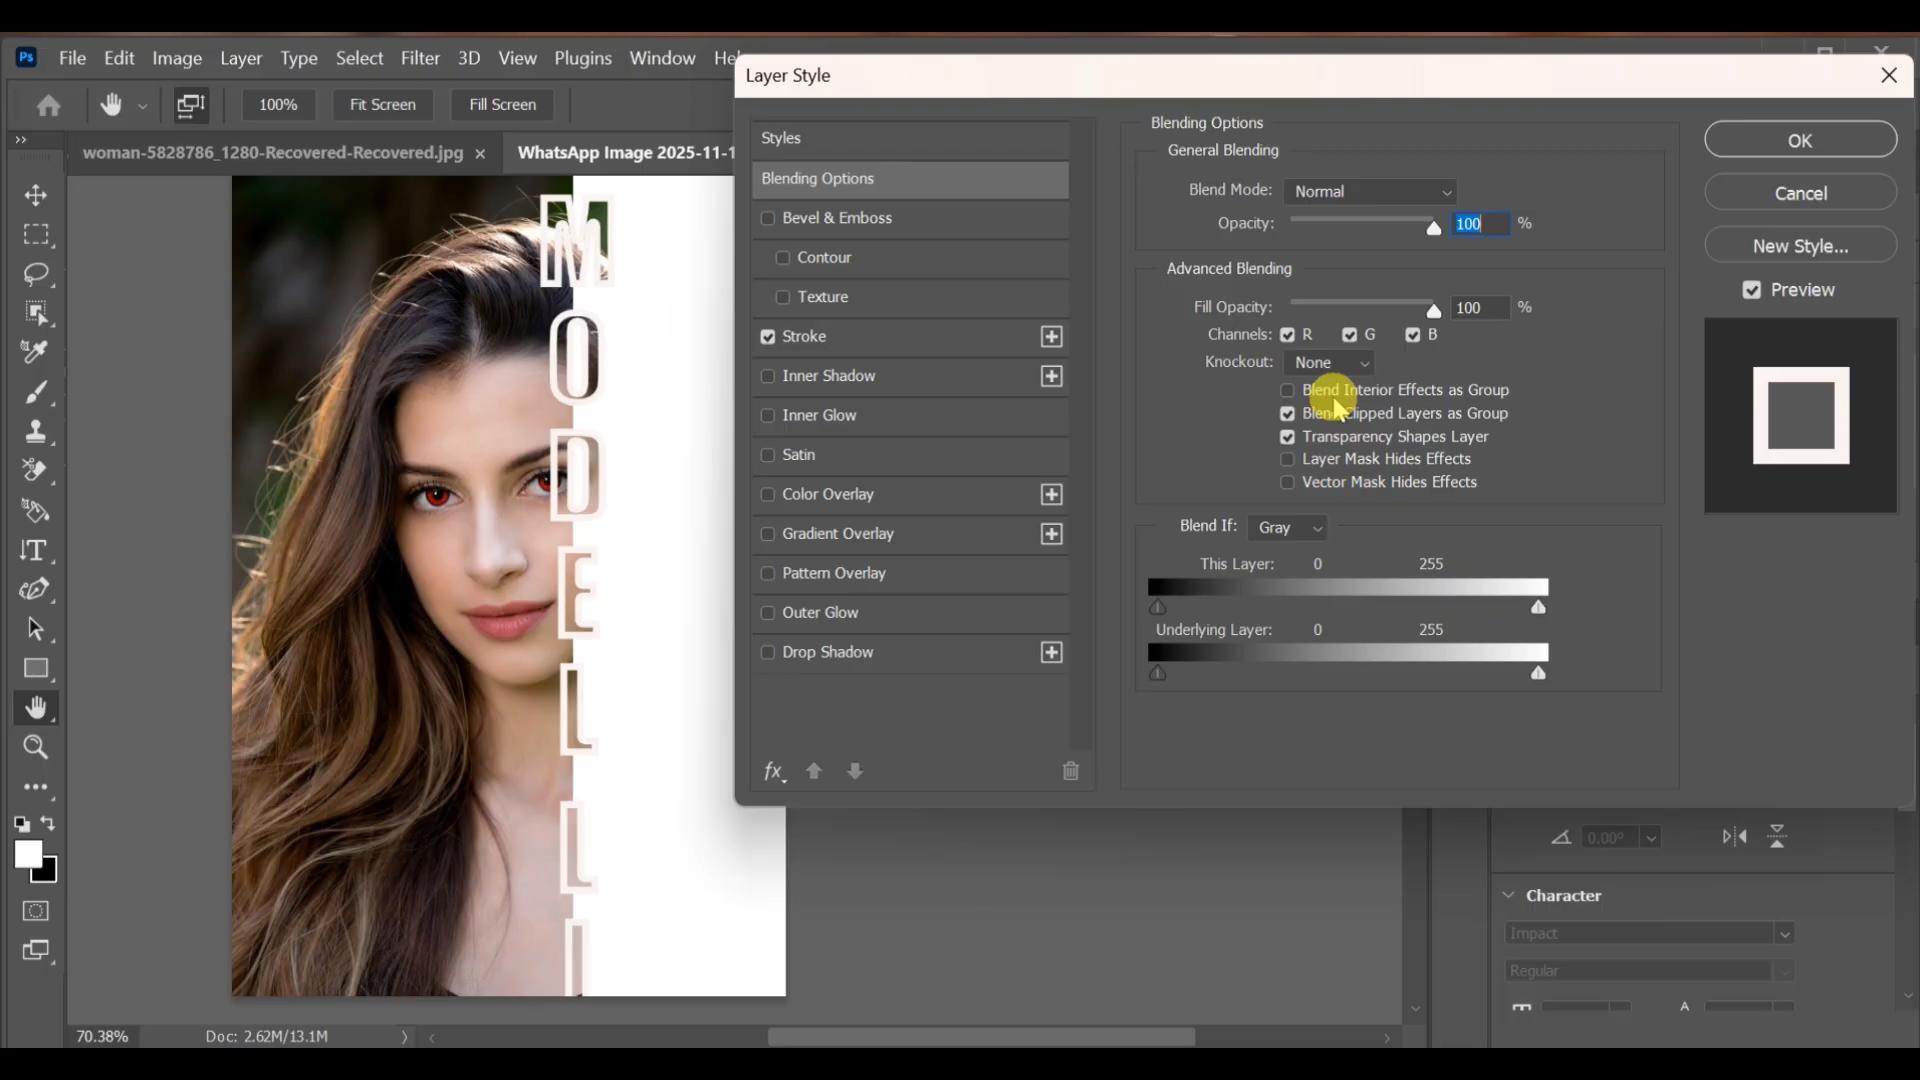 Ps File Edit Image Layer Type Select Filter 3D View Plugins Window
Layer Style
100% Fit Screen Fill Screen
woman-5828786_1280-Recovered-Recovered.jpg × WhatsApp Image 2025-11-1
M
O
D
E
L
L
I
Styles
Blending Options
Bevel & Emboss
Contour
Texture
Stroke
Inner Shadow
Inner Glow
Satin
Color Overlay
Gradient Overlay
Pattern Overlay
Outer Glow
Drop Shadow
fx
Blending Options
General Blending
Blend Mode: Normal
Opacity: 100 %
Advanced Blending
Fill Opacity: 100 %
Channels: R G B
Knockout: None
Blend Interior Effects as Group
Blend Clipped Layers as Group
Transparency Shapes Layer
Layer Mask Hides Effects
Vector Mask Hides Effects
Blend If: Gray
This Layer: 0 255
Underlying Layer: 0 255
OK
Cancel
New Style...
Preview
0.00°
Character
Impact
Regular
70.38% Doc: 2.62M/13.1M